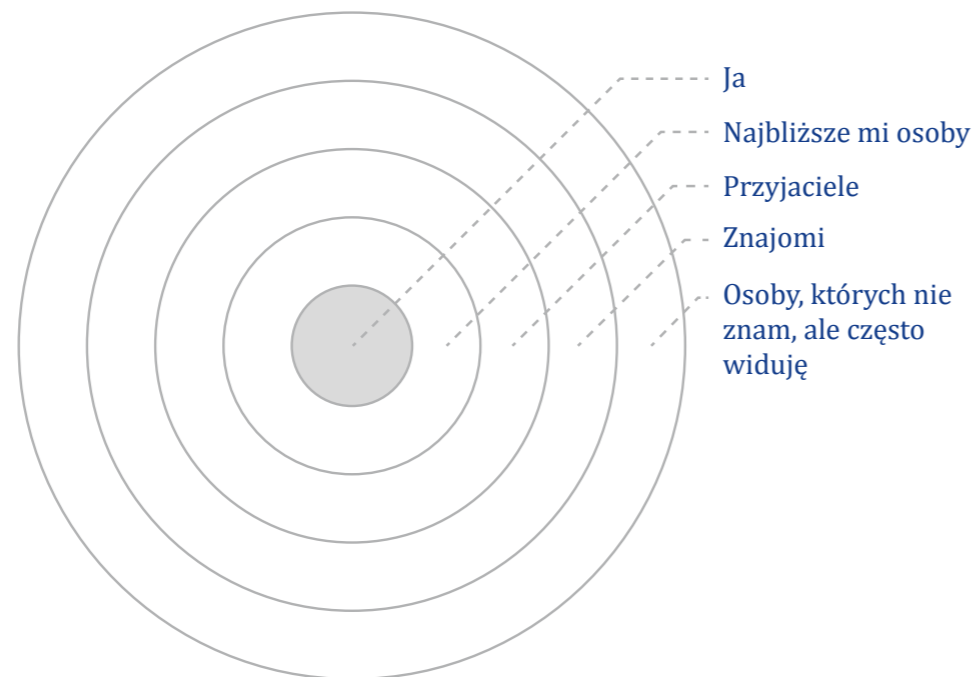 Ja
Najbliższe mi osoby
Przyjaciele
Znajomi
Osoby, których nie
znam, ale często
widuję